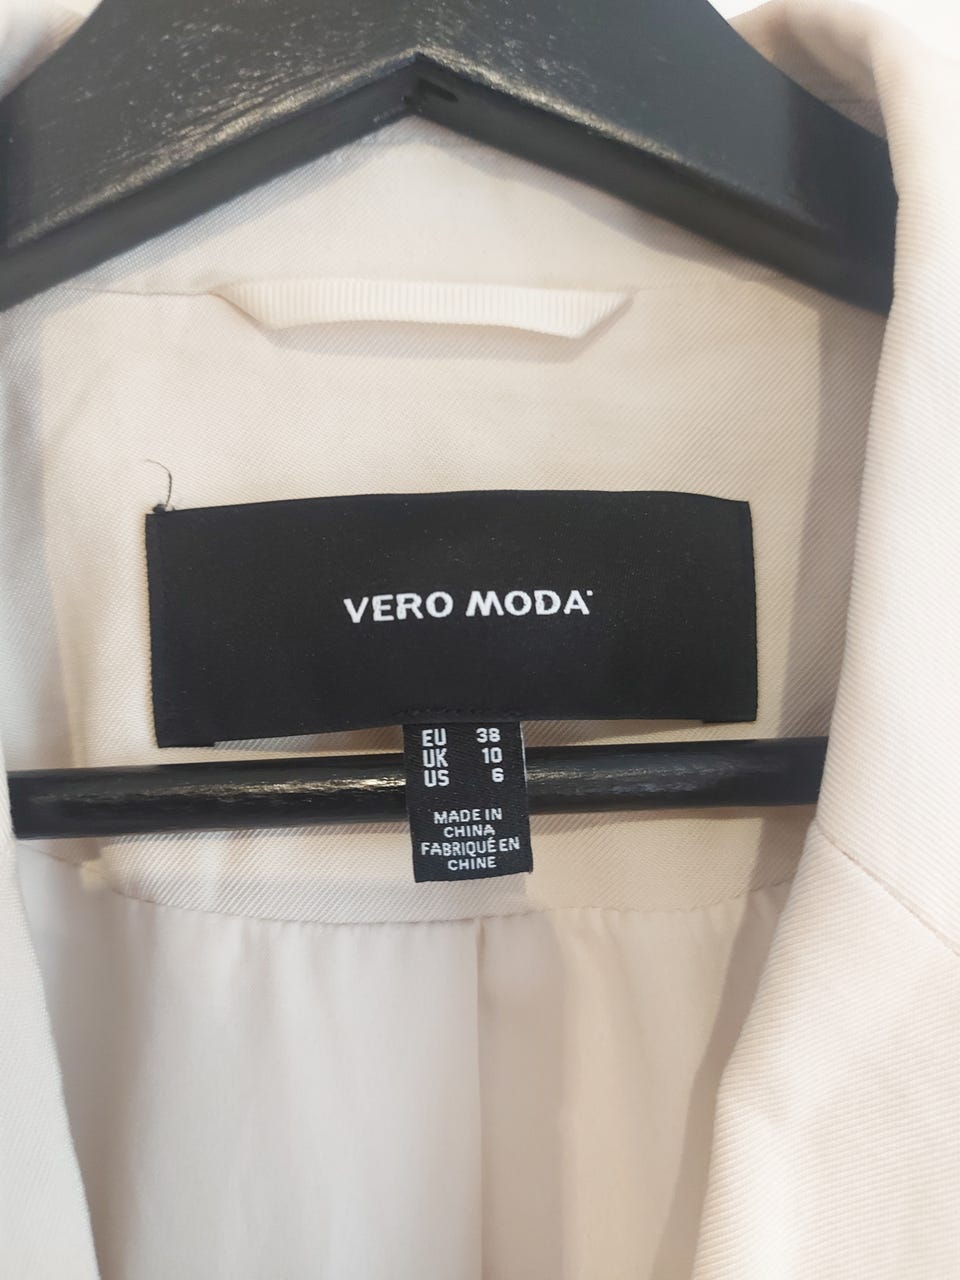 VERO MODA
EU 38
UK 10
US 6
MADE IN
CHINA
FABRIQUÉ EN
CHINE